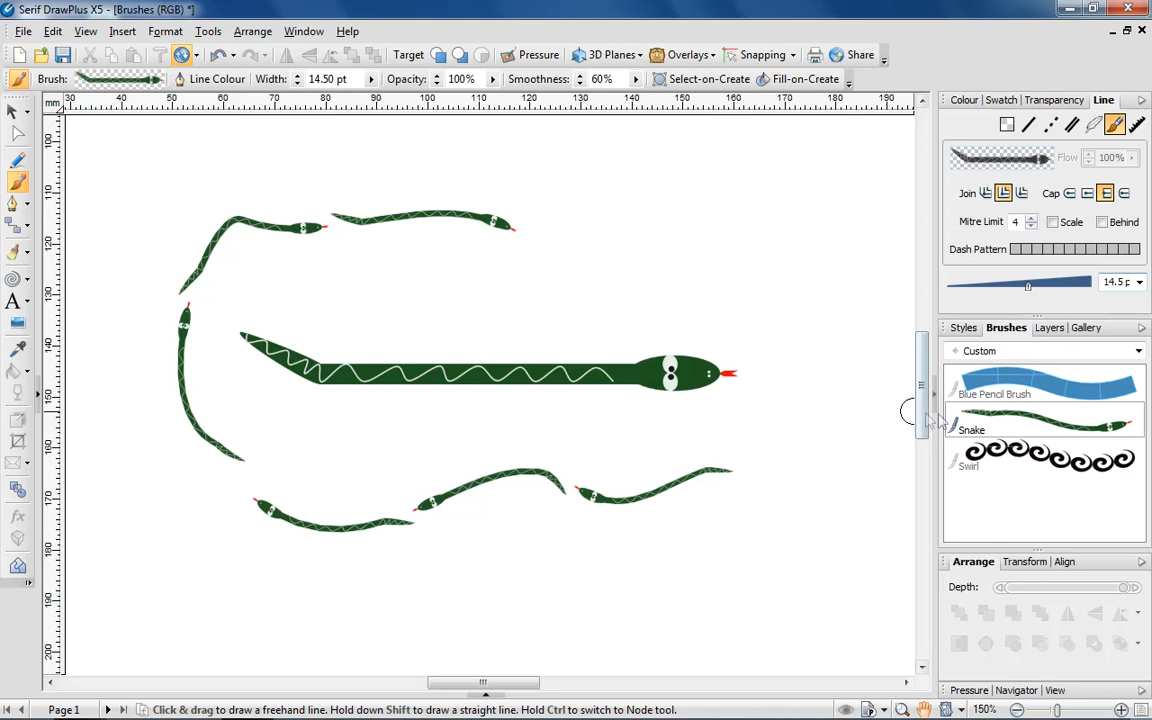 Serif DrawPlus X5 - [Brushes (RGB) *]
File Edit View Insert Format Tools Arrange Window Help
Target Pressure 3D Planes Overlays Snapping Share
Brush: Line Colour Width: 14.50 pt Opacity: 100% Smoothness: 60% Select-on-Create Fill-on-Create
mm 30 40 50 60 70 80 90 100 110 120 130 140 150 160 170 180 190
100
110
120
130
140
150
160
170
180
190
200
Colour Swatch Transparency Line
Flow 100%
Join Cap
Mitre Limit 4 Scale Behind
Dash Pattern
14.5 p
Styles Brushes Layers Gallery
Custom
Blue Pencil Brush
Snake
Swirl
Arrange Transform Align
Depth:
Pressure Navigator View
Page 1 Click & drag to draw a freehand line. Hold down Shift to draw a straight line. Hold Ctrl to switch to Node tool. 150%